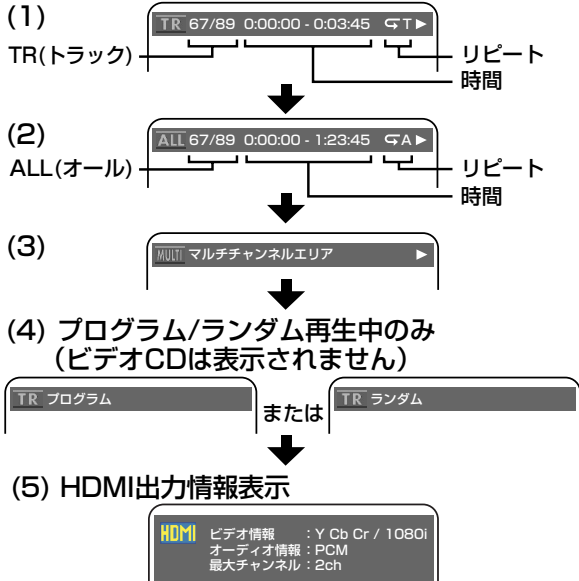 (1)
TR 67/89 0:00:00 - 0:03:45 T
TR(トラック)
リピート
時間
(2)
ALL 67/89 0:00:00 - 1:23:45 A
ALL(オール)
リピート
時間
(3)
MULTI マルチチャンネルエリア
(4) プログラム/ランダム再生中のみ
(ビデオCDは表示されません)
TR プログラム
または
TR ランダム
(5) HDMI出力情報表示
HDMI ビデオ情報 : Y Cb Cr / 1080i
オーディオ情報 : PCM
最大チャンネル : 2ch